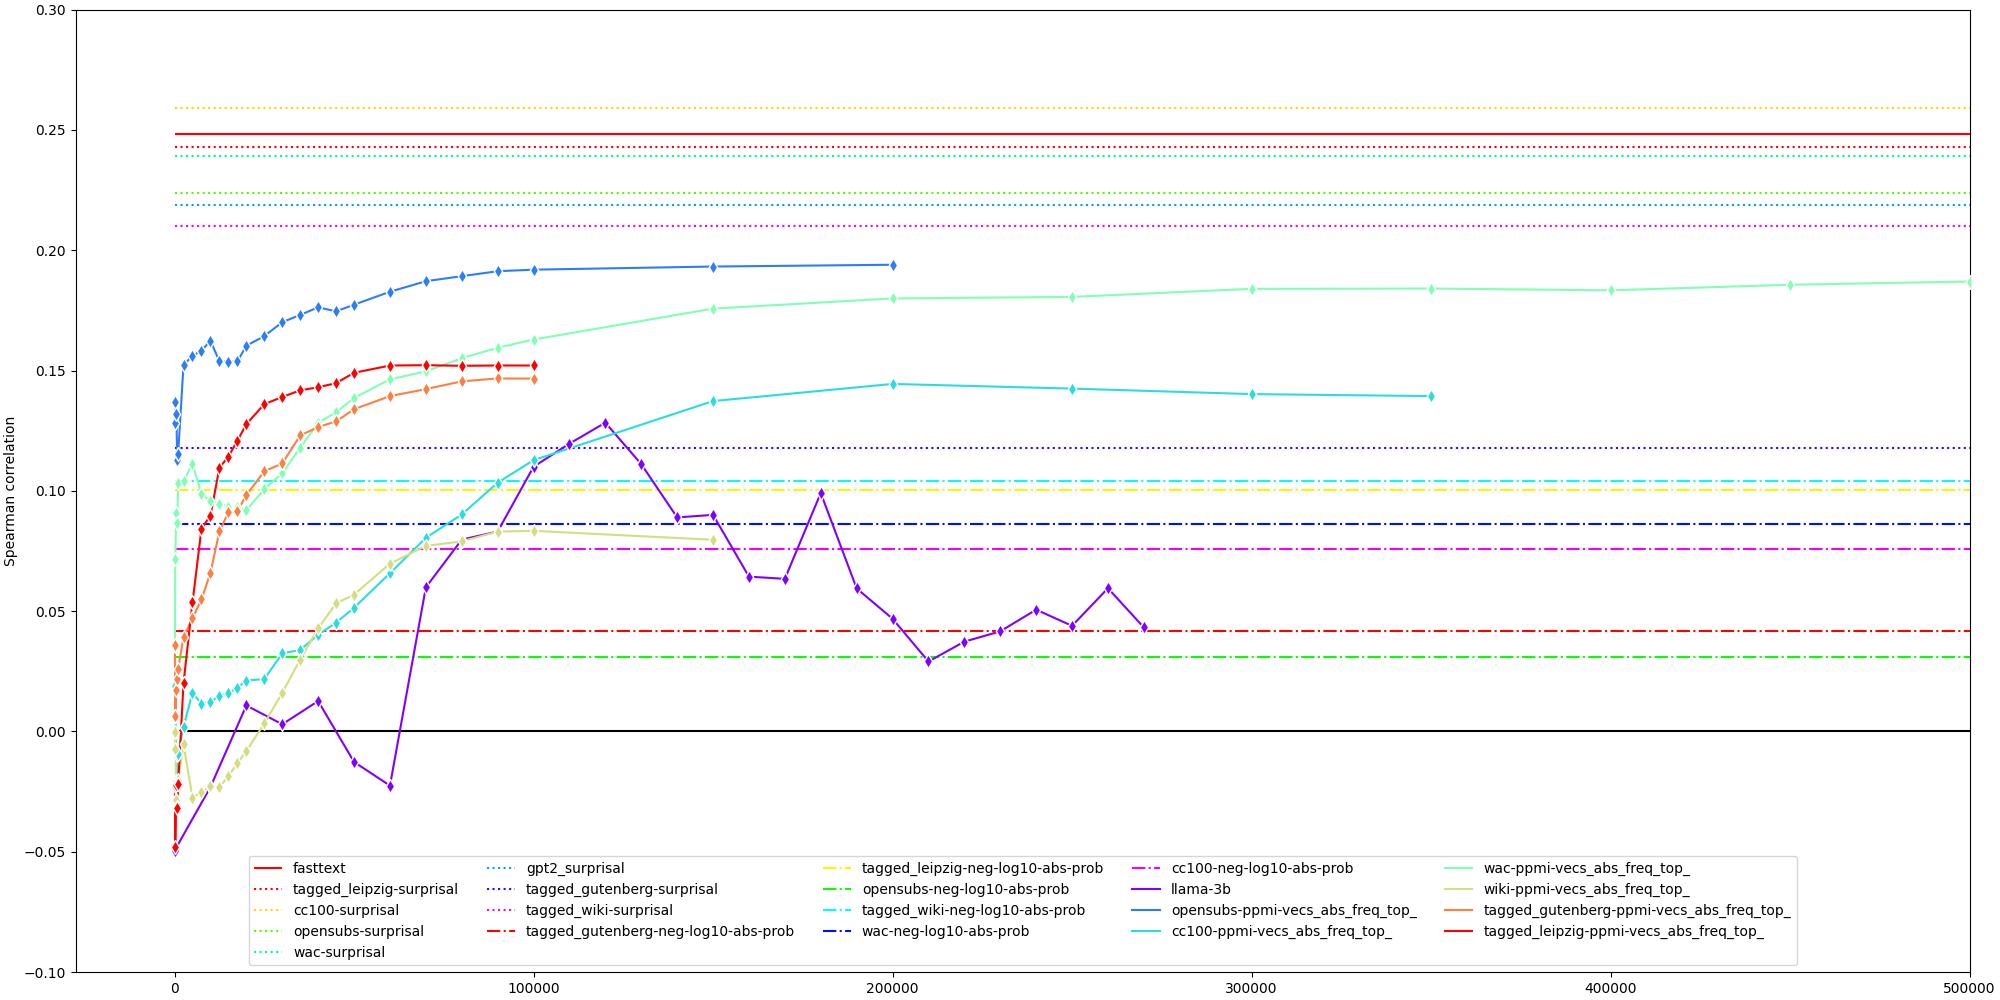 0.30
0.25
0.20
0.15
0.10
0.05
0.00
−0.05
−0.10
Spearman correlation
0
100000
200000
300000
400000
500000
fasttext
tagged_leipzig-surprisal
cc100-surprisal
opensubs-surprisal
wac-surprisal
gpt2_surprisal
tagged_gutenberg-surprisal
tagged_wiki-surprisal
tagged_gutenberg-neg-log10-abs-prob
tagged_leipzig-neg-log10-abs-prob
opensubs-neg-log10-abs-prob
tagged_wiki-neg-log10-abs-prob
wac-neg-log10-abs-prob
cc100-neg-log10-abs-prob
llama-3b
opensubs-ppmi-vecs_abs_freq_top_
cc100-ppmi-vecs_abs_freq_top_
wac-ppmi-vecs_abs_freq_top_
wiki-ppmi-vecs_abs_freq_top_
tagged_gutenberg-ppmi-vecs_abs_freq_top_
tagged_leipzig-ppmi-vecs_abs_freq_top_